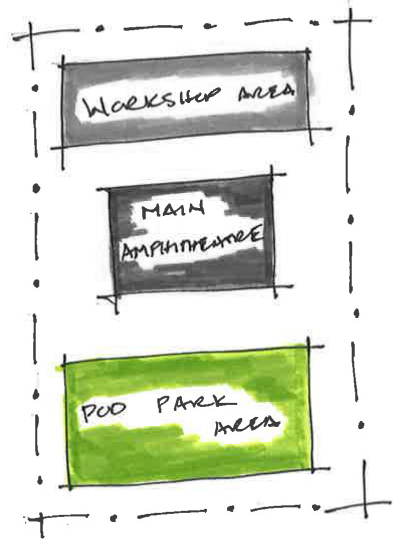 WORKSHOP AREA
MAIN
AMPHITHEATRE
POD PARK
AREA